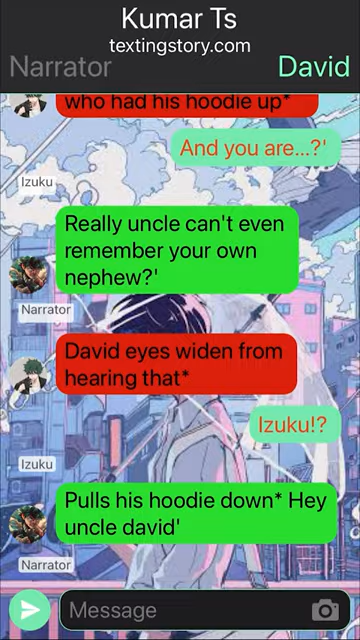 Kumar Ts
textingstory.com
Narrator
David
who had his hoodie up*
And you are...?'
Izuku
Really uncle can't even
remember your own
nephew?'
Narrator
David eyes widen from
hearing that*
Izuku!?
Izuku
Pulls his hoodie down* Hey
uncle david'
Narrator
Message